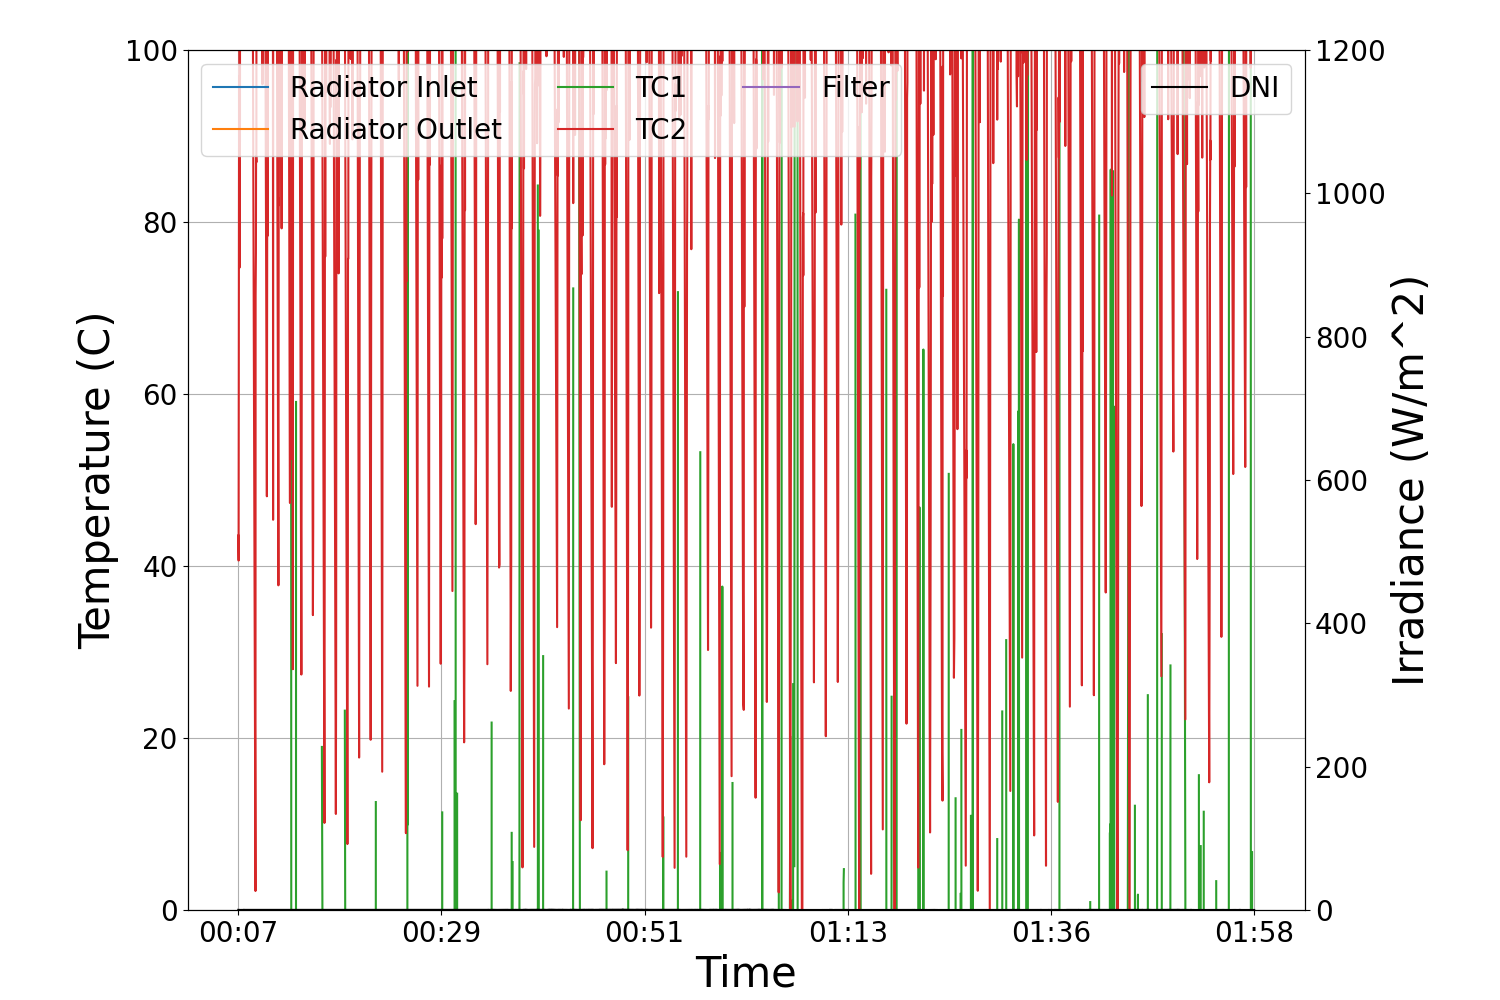 100
80
60
40
20
0
Temperature (C)
Radiator Inlet
Radiator Outlet
TC1
TC2
Filter
DNI
1200
1000
800
600
400
200
0
Irradiance (W/m^2)
00:07
00:29
00:51
01:13
01:36
01:58
Time